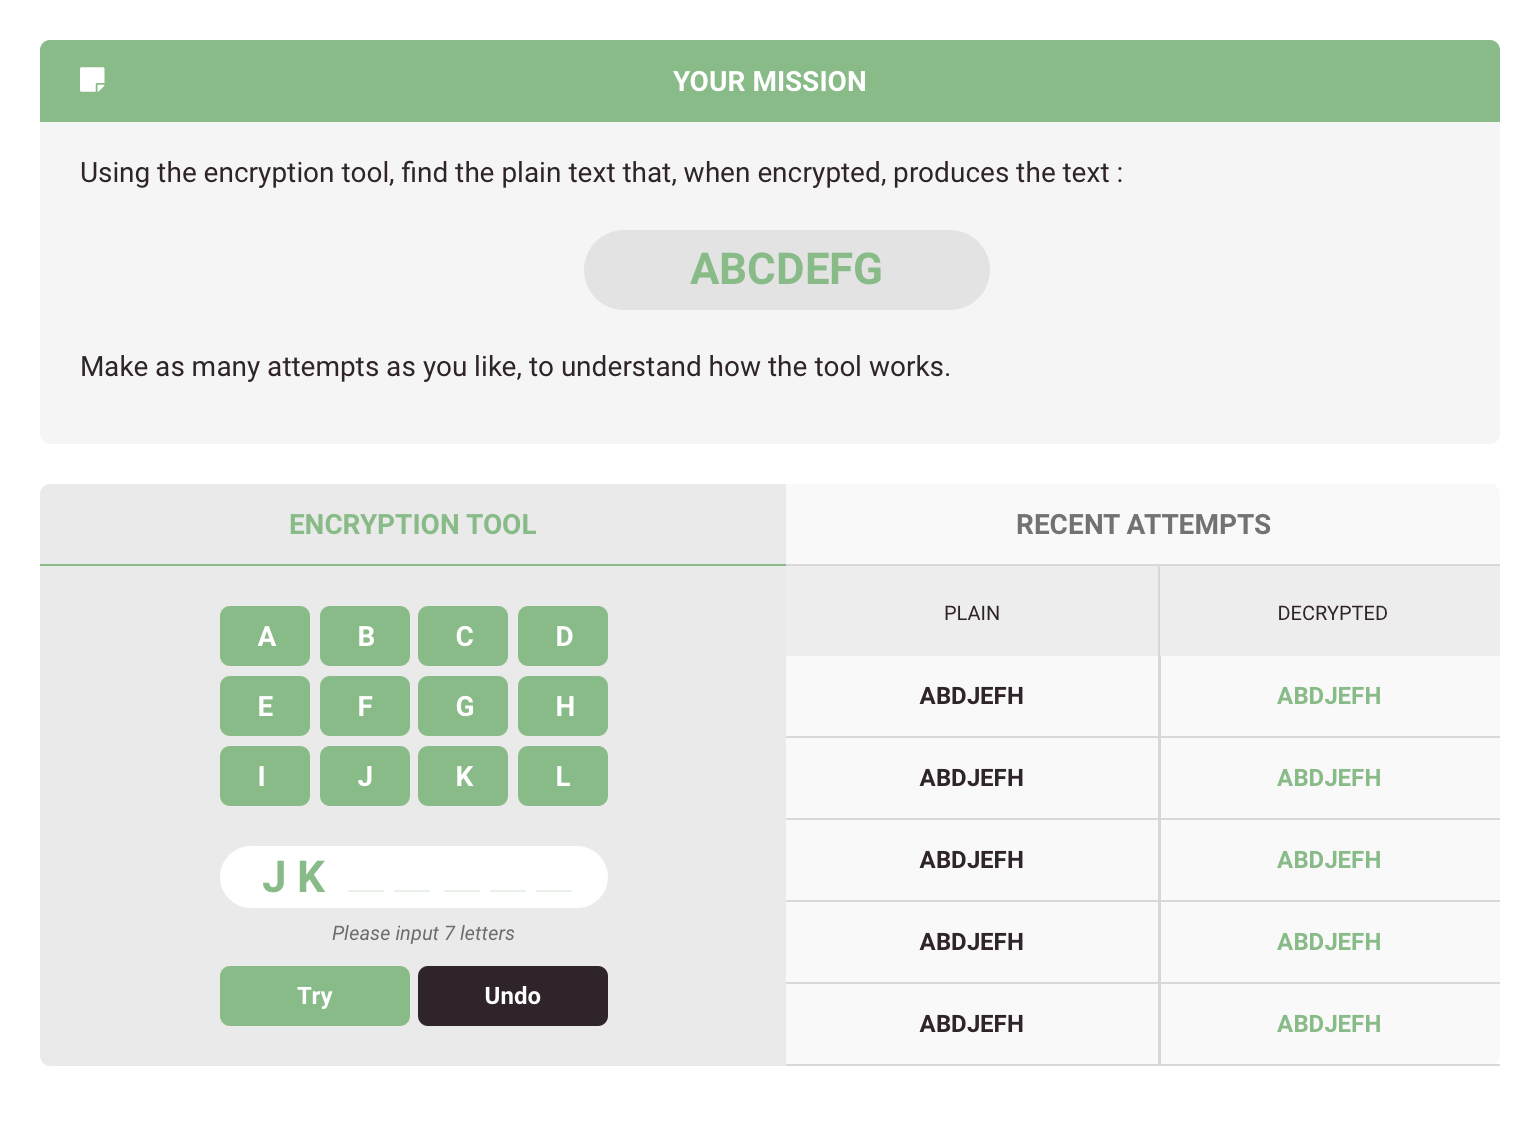 YOUR MISSION
Using the encryption tool, find the plain text that, when encrypted, produces the text :
ABCDEFG
Make as many attempts as you like, to understand how the tool works.
ENCRYPTION TOOL
A B C D
E F G H
I J K L
J K _ _ _ _ _
Please input 7 letters
Try Undo
RECENT ATTEMPTS
PLAIN DECRYPTED
ABDJEFH ABDJEFH
ABDJEFH ABDJEFH
ABDJEFH ABDJEFH
ABDJEFH ABDJEFH
ABDJEFH ABDJEFH